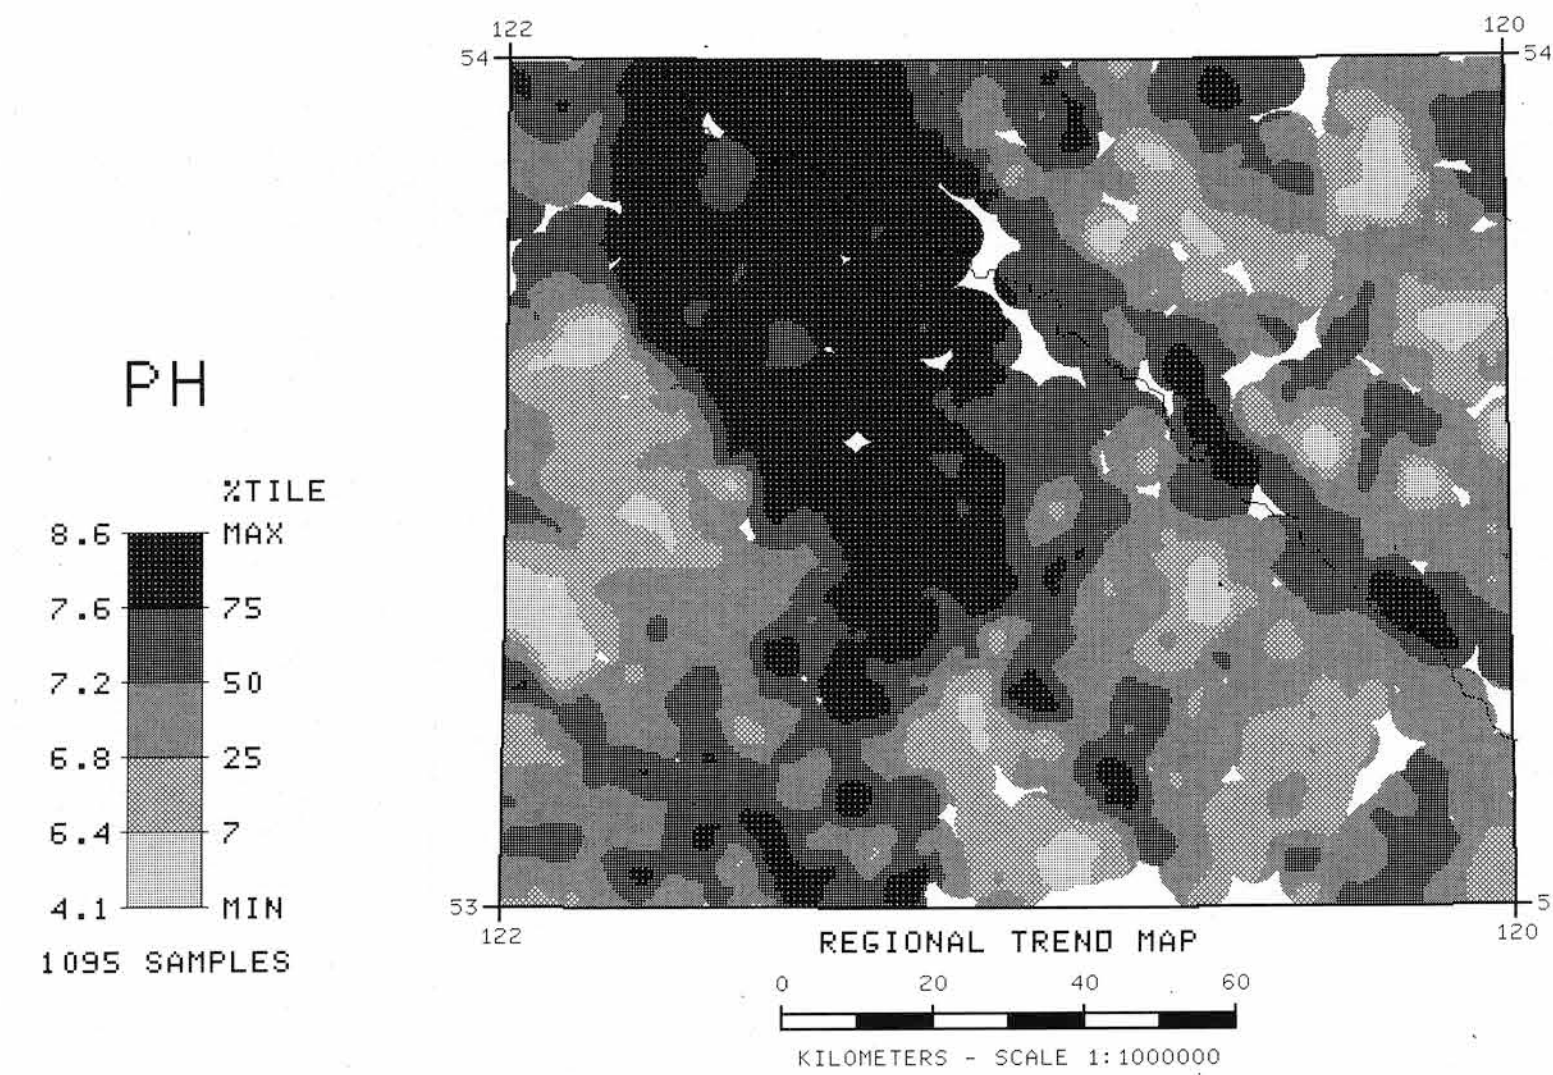 122 120
54 54
PH
%TILE
8.6 MAX
7.6 75
7.2 50
6.8 25
6.4 7
4.1 MIN
1095 SAMPLES
53 5
122 120
REGIONAL TREND MAP
0 20 40 60
KILOMETERS - SCALE 1:1000000